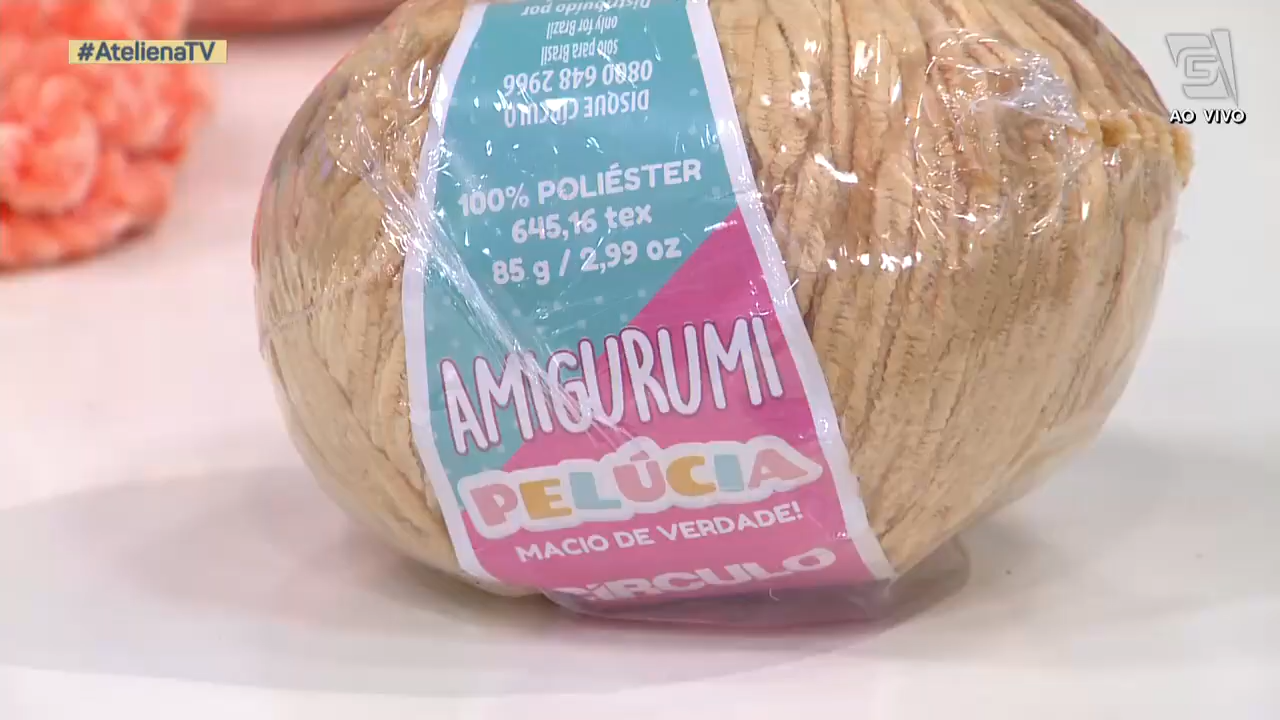 #AtelienaTV
AO VIVO
Distribuído por
only for Brazil
solo para Brasil
0800 648 2966
DISQUE CÍRCULO
100% POLIÉSTER
645,16 tex
85 g / 2,99 oz
AMIGURUMI
PELÚCIA
MACIO DE VERDADE!
CÍRCULO